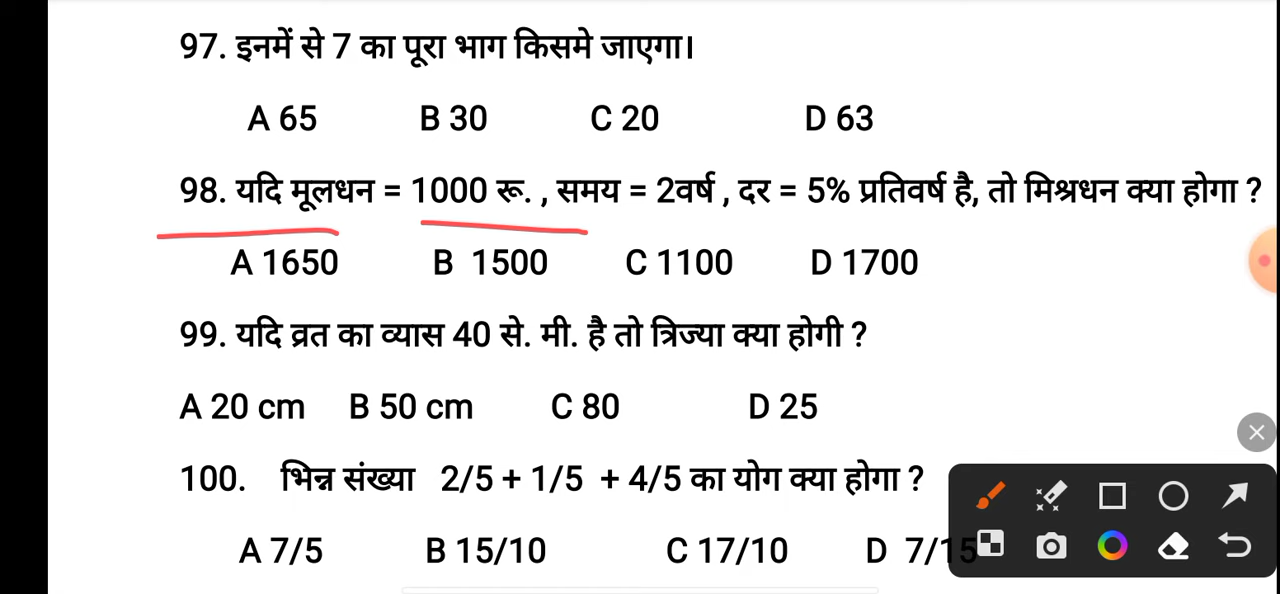 97. इनमें से 7 का पूरा भाग किसमे जाएगा।
A 65 B 30 C 20 D 63
98. यदि मूलधन = 1000 रू. , समय = 2वर्ष , दर = 5% प्रतिवर्ष है, तो मिश्रधन क्या होगा ?
A 1650 B 1500 C 1100 D 1700
99. यदि व्रत का व्यास 40 से. मी. है तो त्रिज्या क्या होगी ?
A 20 cm B 50 cm C 80 D 25
100. भिन्न संख्या 2/5 + 1/5 + 4/5 का योग क्या होगा ?
A 7/5 B 15/10 C 17/10 D 7/15